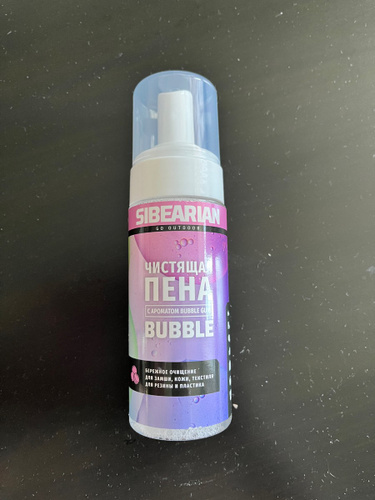 SIBEARIAN
GO OUTDOOR
ЧИСТЯЩАЯ
ПЕНА
С АРОМАТОМ BUBBLE GUM
BUBBLE
БЕРЕЖНОЕ ОЧИЩЕНИЕ
ДЛЯ ЗАМШИ, КОЖИ, ТЕКСТИЛЯ
ДЛЯ РЕЗИНЫ И ПЛАСТИКА